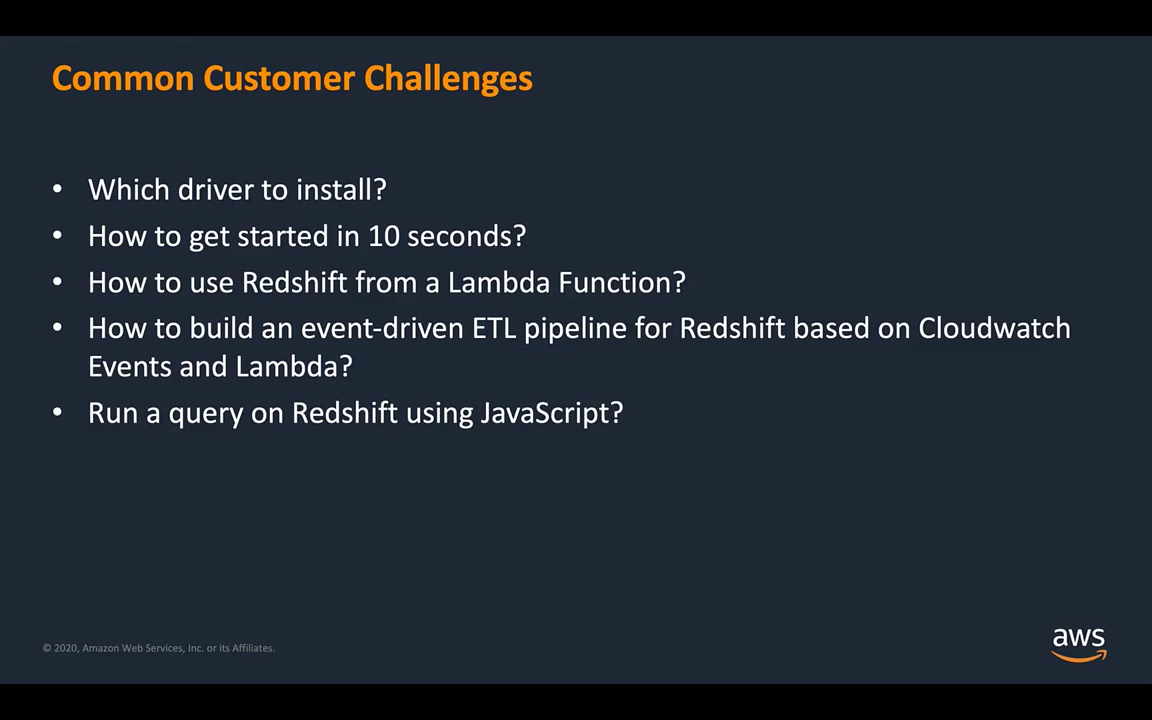 Common Customer Challenges
• Which driver to install?
• How to get started in 10 seconds?
• How to use Redshift from a Lambda Function?
• How to build an event-driven ETL pipeline for Redshift based on Cloudwatch
Events and Lambda?
• Run a query on Redshift using JavaScript?
© 2020, Amazon Web Services, Inc. or its Affiliates.
aws